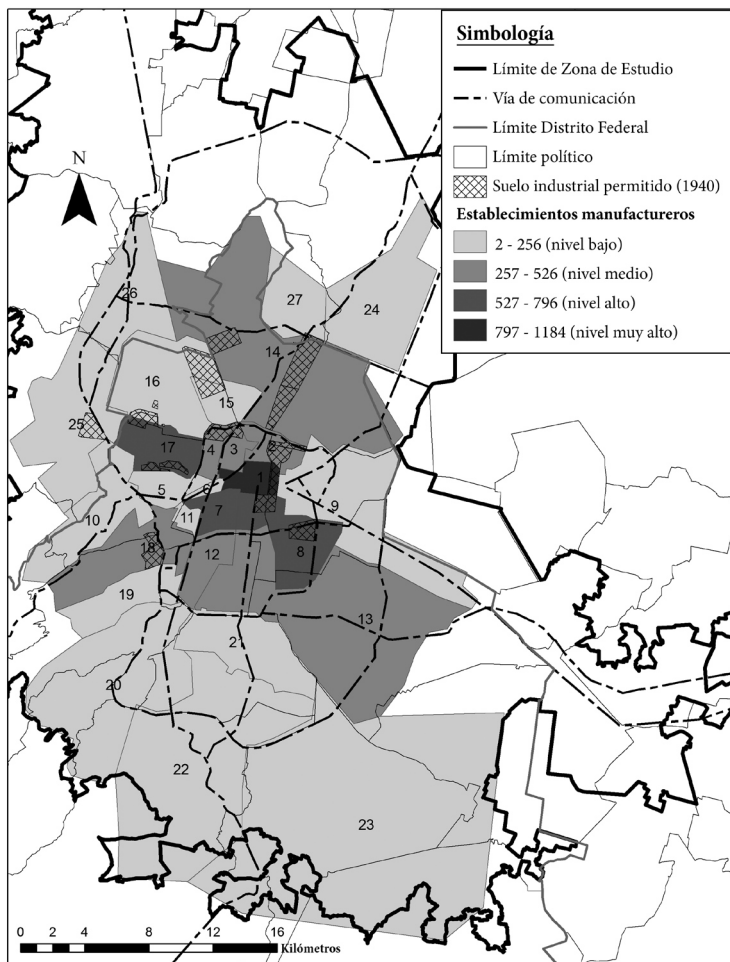 Simbología
Límite de Zona de Estudio
Vía de comunicación
Límite Distrito Federal
Límite político
Suelo industrial permitido (1940)
Establecimientos manufactureros
2 - 256 (nivel bajo)
257 - 526 (nivel medio)
527 - 796 (nivel alto)
797 - 1184 (nivel muy alto)
N
26
27
24
14
16
15
25
17
4
3
2
5
6
1
9
10
11
7
18
12
8
19
13
21
20
22
23
0 2 4 8 12 16
Kilómetros